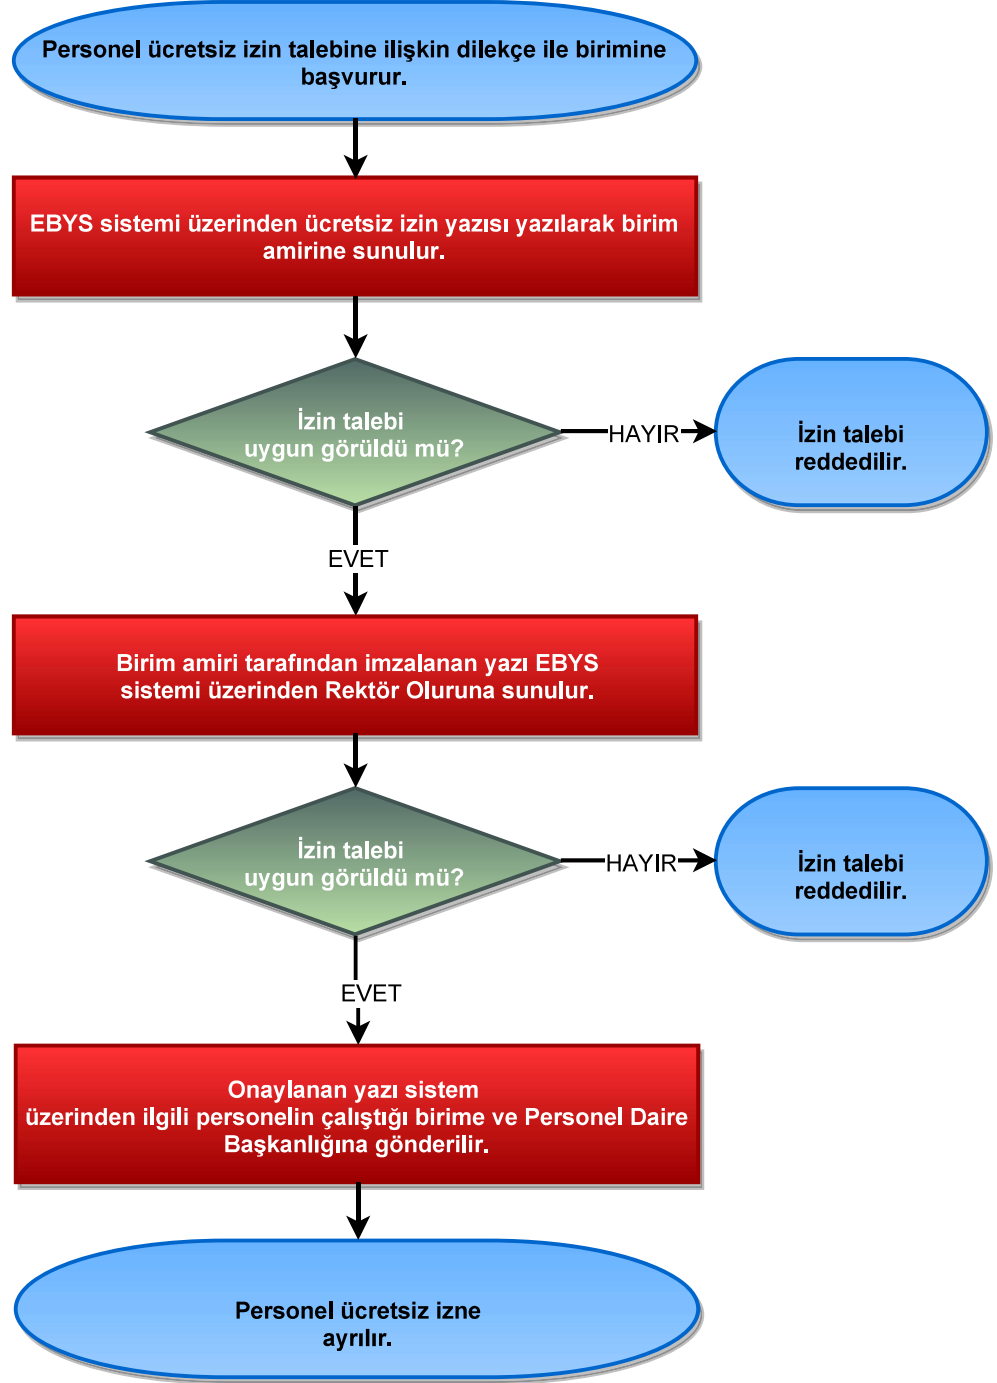 Personel ücretsiz izin talebine ilişkin dilekçe ile birimine
başvurur.
EBYS sistemi üzerinden ücretsiz izin yazısı yazılarak birim
amirine sunulur.
İzin talebi
uygun görüldü mü?
HAYIR
İzin talebi
reddedilir.
EVET
Birim amiri tarafından imzalanan yazı EBYS
sistemi üzerinden Rektör Oluruna sunulur.
İzin talebi
uygun görüldü mü?
HAYIR
İzin talebi
reddedilir.
EVET
Onaylanan yazı sistem
üzerinden ilgili personelin çalıştığı birime ve Personel Daire
Başkanlığına gönderilir.
Personel ücretsiz izne
ayrılır.